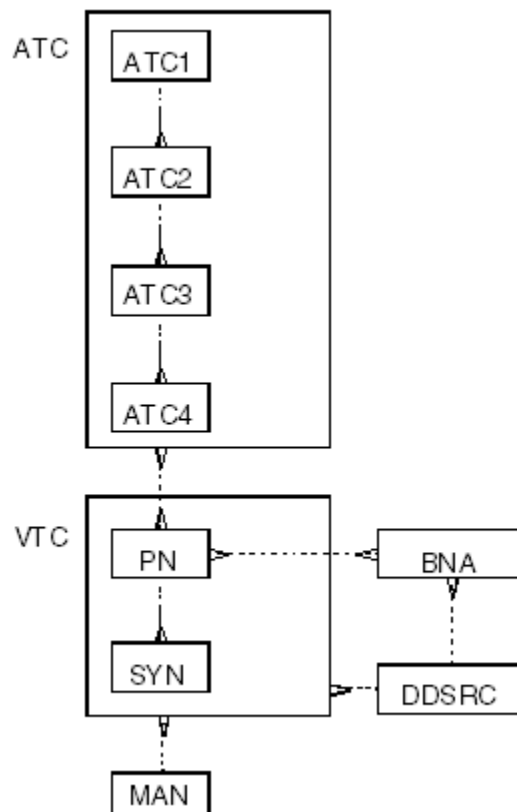 ATC
ATC1
ATC2
ATC3
ATC4
VTC
PN
BNA
SYN
DDSRC
MAN